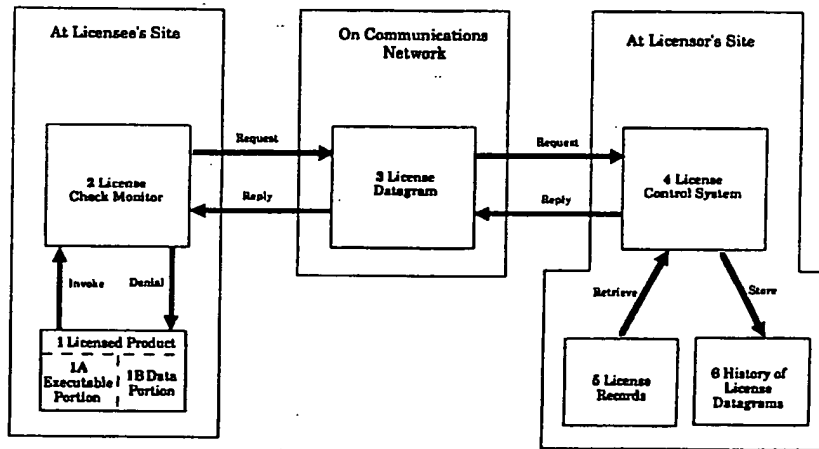 At Licensee's Site
On Communications
Network
At Licensor's Site
Request
Request
2 License
Check Monitor
3 License
Datagram
4 License
Control System
Reply
Reply
Invoke
Denial
Retrieve
Store
1 Licensed Product
1A
Executable
Portion
1B Data
Portion
5 License
Records
6 History of
License
Datagrams